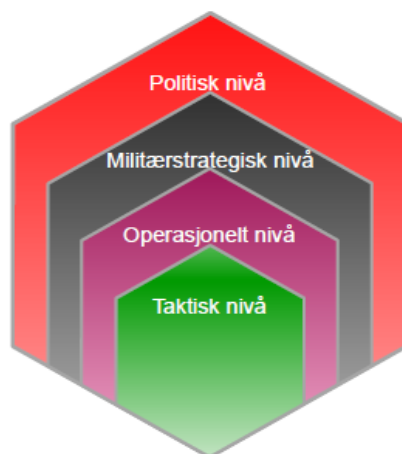 Politisk nivå
Militærstrategisk nivå
Operasjonelt nivå
Taktisk nivå